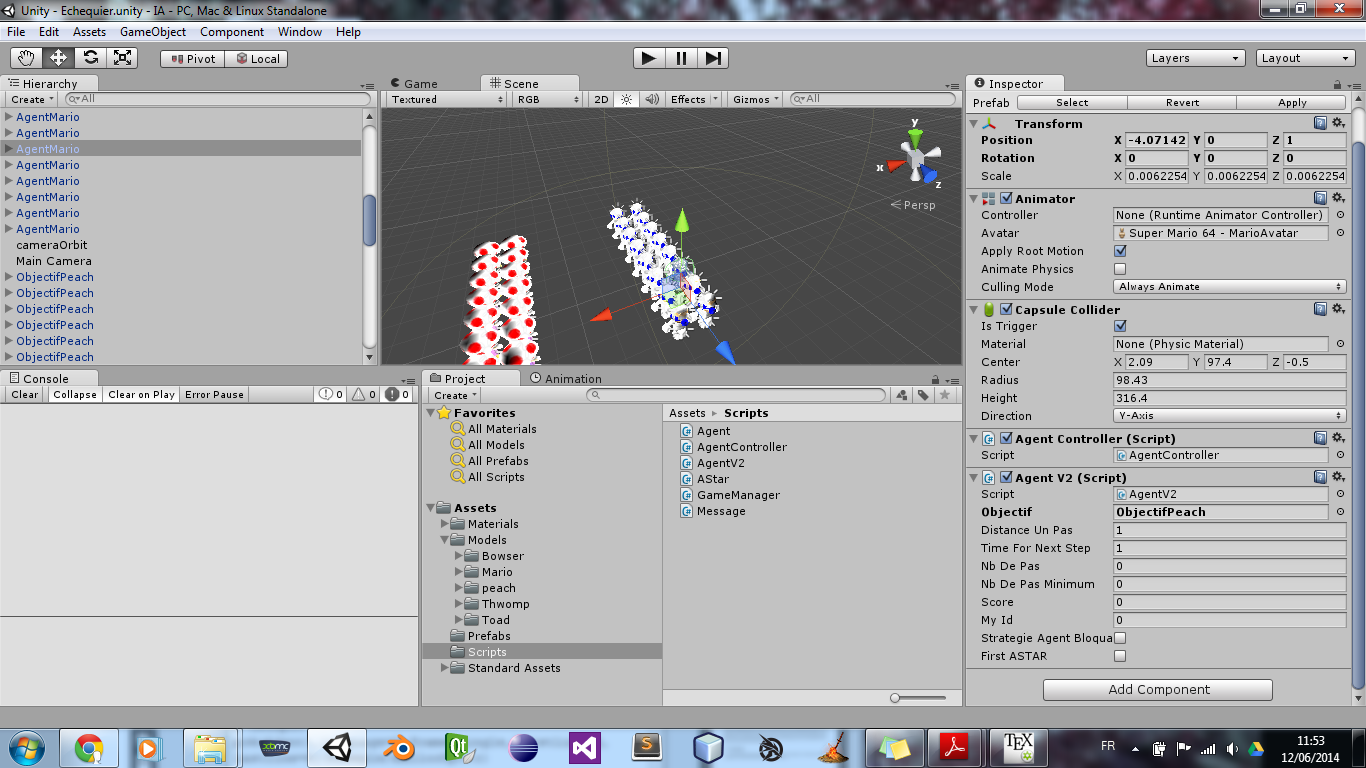 Unity - Echequier.unity - IA - PC, Mac & Linux Standalone
File Edit Assets GameObject Component Window Help
Pivot Local Layers Layout
Hierarchy
Create All
AgentMario
AgentMario
AgentMario
AgentMario
AgentMario
AgentMario
AgentMario
AgentMario
cameraOrbit
Main Camera
ObjectifPeach
ObjectifPeach
ObjectifPeach
ObjectifPeach
ObjectifPeach
ObjectifPeach
Game Scene
Textured RGB 2D Effects Gizmos All
y
x
z
Persp
Console
Clear Collapse Clear on Play Error Pause 0 0 0
Project Animation
Create
Favorites
All Materials
All Models
All Prefabs
All Scripts
Assets
Materials
Models
Bowser
Mario
peach
Thwomp
Toad
Prefabs
Scripts
Standard Assets
Assets Scripts
Agent
AgentController
AgentV2
AStar
GameManager
Message
Inspector
Prefab Select Revert Apply
Transform
Position X -4.07142 Y 0 Z 1
Rotation X 0 Y 0 Z 0
Scale X 0.0062254 Y 0.0062254 Z 0.0062254
Animator
Controller None (Runtime Animator Controller)
Avatar Super Mario 64 - MarioAvatar
Apply Root Motion
Animate Physics
Culling Mode Always Animate
Capsule Collider
Is Trigger
Material None (Physic Material)
Center X 2.09 Y 97.4 Z -0.5
Radius 98.43
Height 316.4
Direction Y-Axis
Agent Controller (Script)
Script AgentController
Agent V2 (Script)
Script AgentV2
Objectif ObjectifPeach
Distance Un Pas 1
Time For Next Step 1
Nb De Pas 0
Nb De Pas Minimum 0
Score 0
My Id 0
Strategie Agent Bloqua
First ASTAR
Add Component
xbmc Qt S TEX FR 11:53
12/06/2014